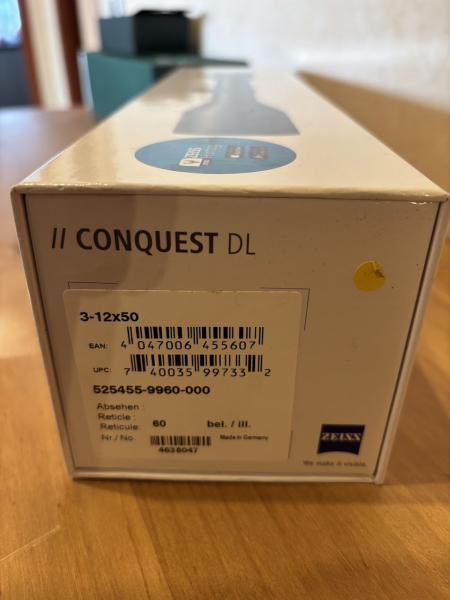 // CONQUEST DL
3-12x50
EAN: 4 047006 455607
UPC: 7 40035 99733 2
525455-9960-000
Absehen :
Reticle :
Reticule: 60 bel. / ill.
Nr./ No. 4638047 Made in Germany
ZEISS
We make it visible.